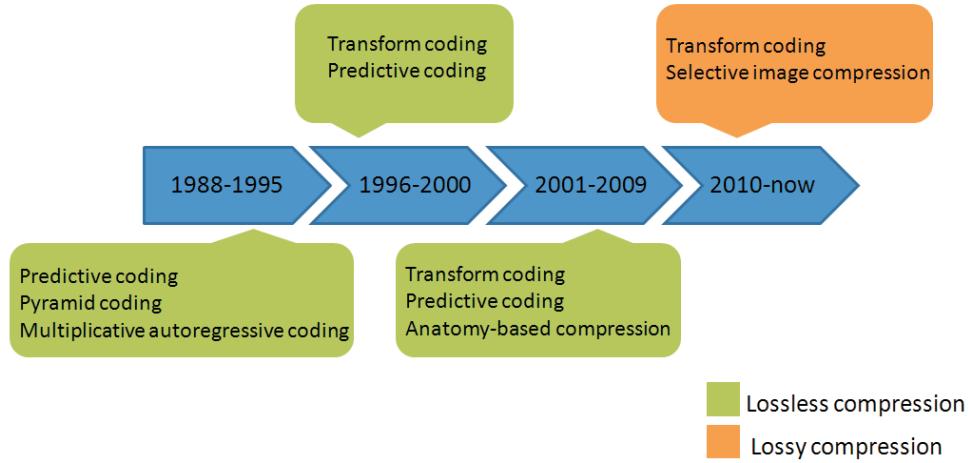 Transform coding
Predictive coding
Transform coding
Selective image compression
1988-1995
1996-2000
2001-2009
2010-now
Predictive coding
Pyramid coding
Multiplicative autoregressive coding
Transform coding
Predictive coding
Anatomy-based compression
Lossless compression
Lossy compression